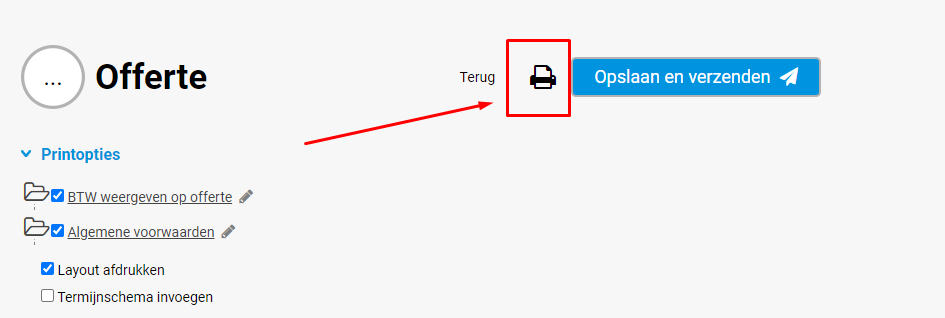 ... Offerte
Terug
Opslaan en verzenden
Printopties
BTW weergeven op offerte
Algemene voorwaarden
Layout afdrukken
Termijnschema invoegen